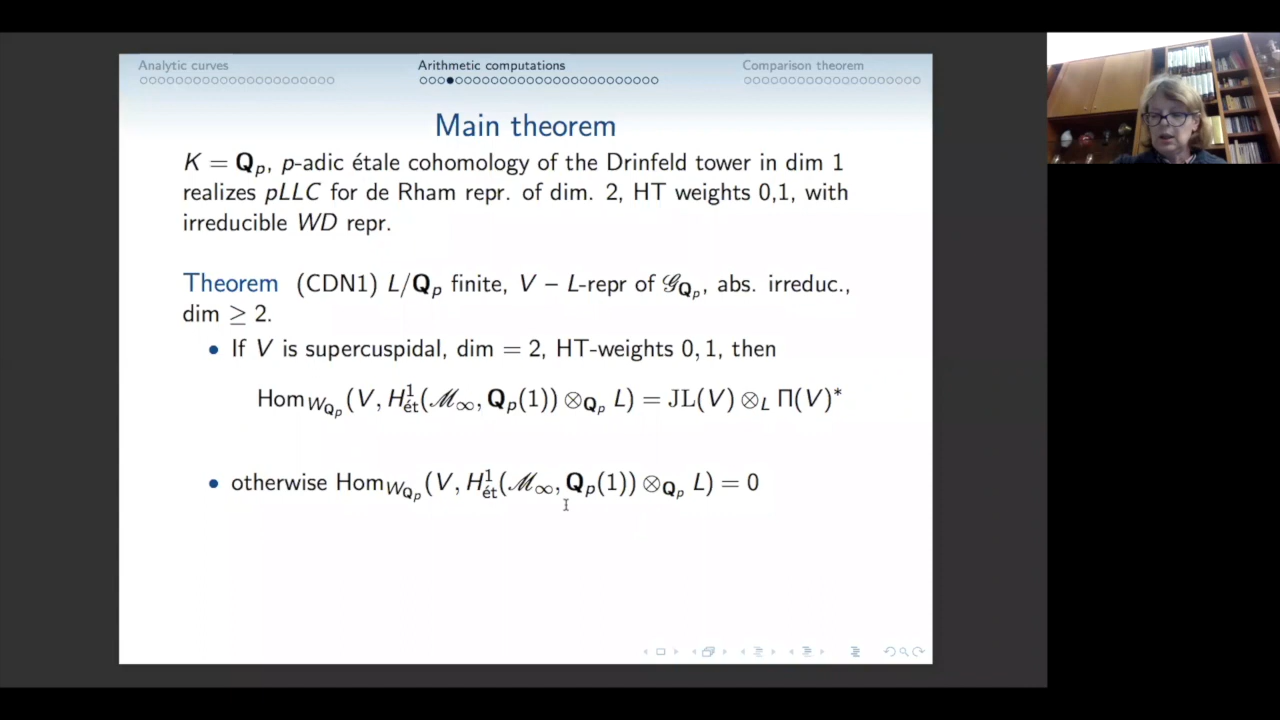 Analytic curves Arithmetic computations Comparison theorem
Main theorem
K = Q_p, p-adic étale cohomology of the Drinfeld tower in dim 1
realizes pLLC for de Rham repr. of dim. 2, HT weights 0,1, with
irreducible WD repr.
Theorem (CDN1) L/Q_p finite, V – L-repr of 𝒢_{Q_p}, abs. irreduc.,
dim ≥ 2.
• If V is supercuspidal, dim = 2, HT-weights 0, 1, then
Hom_{W_{Q_p}}(V, H^1_{ét}(ℳ_∞, Q_p(1)) ⊗_{Q_p} L) = JL(V) ⊗_L Π(V)^*
• otherwise Hom_{W_{Q_p}}(V, H^1_{ét}(ℳ_∞, Q_p(1)) ⊗_{Q_p} L) = 0